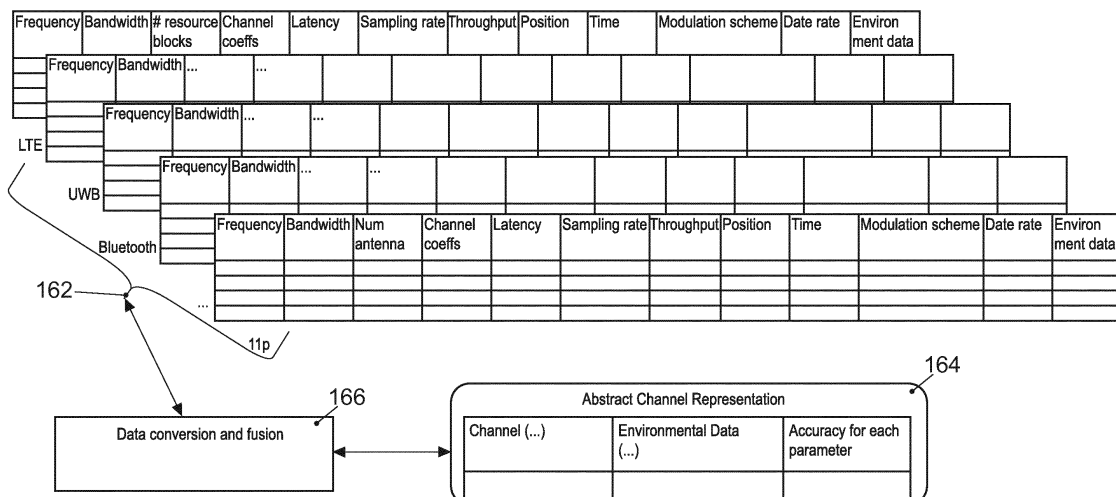 Frequency Bandwidth # resource blocks Channel coeffs Latency Sampling rate Throughput Position Time Modulation scheme Date rate Environ ment data
Frequency Bandwidth ... ...
LTE
Frequency Bandwidth ... ...
UWB
Frequency Bandwidth ... ...
Bluetooth
Frequency Bandwidth Num antenna Channel coeffs Latency Sampling rate Throughput Position Time Modulation scheme Date rate Environ ment data
162
...
11p
166
164
Data conversion and fusion
Abstract Channel Representation
Channel (...) Environmental Data (...) Accuracy for each parameter